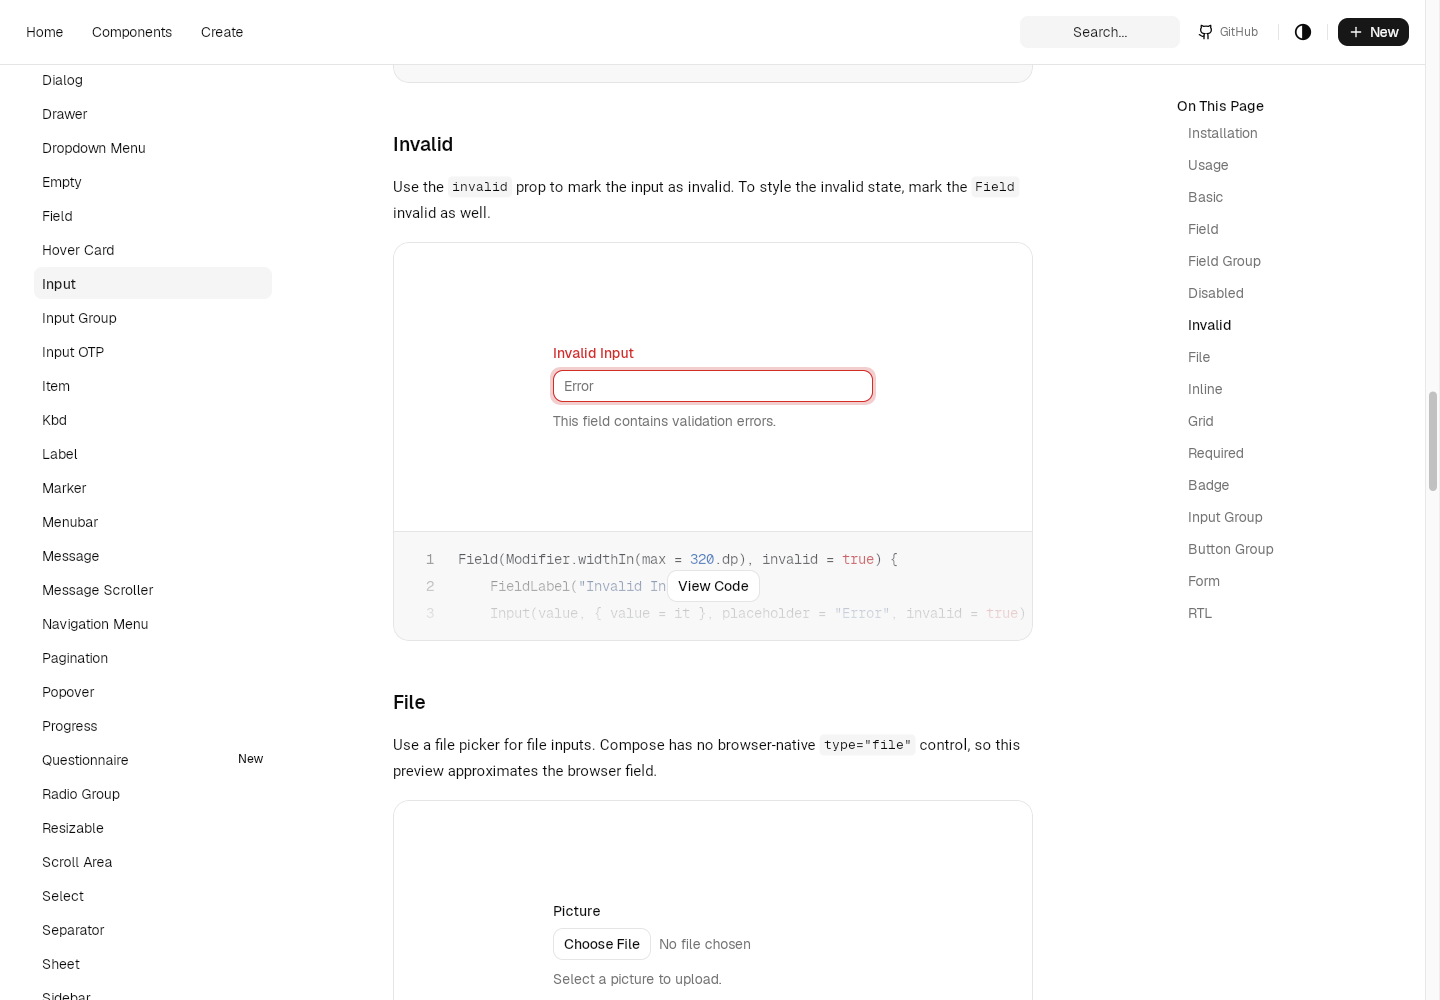 Home
Components
Create
Search...
GitHub
New
Dialog
Drawer
Dropdown Menu
Empty
Field
Hover Card
Input
Input Group
Input OTP
Item
Kbd
Label
Marker
Menubar
Message
Message Scroller
Navigation Menu
Pagination
Popover
Progress
Questionnaire New
Radio Group
Resizable
Scroll Area
Select
Separator
Sheet
Sidebar
Invalid
Use the invalid prop to mark the input as invalid. To style the invalid state, mark the Field
invalid as well.
Invalid Input
Error
This field contains validation errors.
1 Field(Modifier.widthIn(max = 320.dp), invalid = true) {
2 FieldLabel("Invalid In
View Code
3 Input(value, { value = it }, placeholder = "Error", invalid = true)
File
Use a file picker for file inputs. Compose has no browser-native type="file" control, so this
preview approximates the browser field.
Picture
Choose File No file chosen
Select a picture to upload.
On This Page
Installation
Usage
Basic
Field
Field Group
Disabled
Invalid
File
Inline
Grid
Required
Badge
Input Group
Button Group
Form
RTL